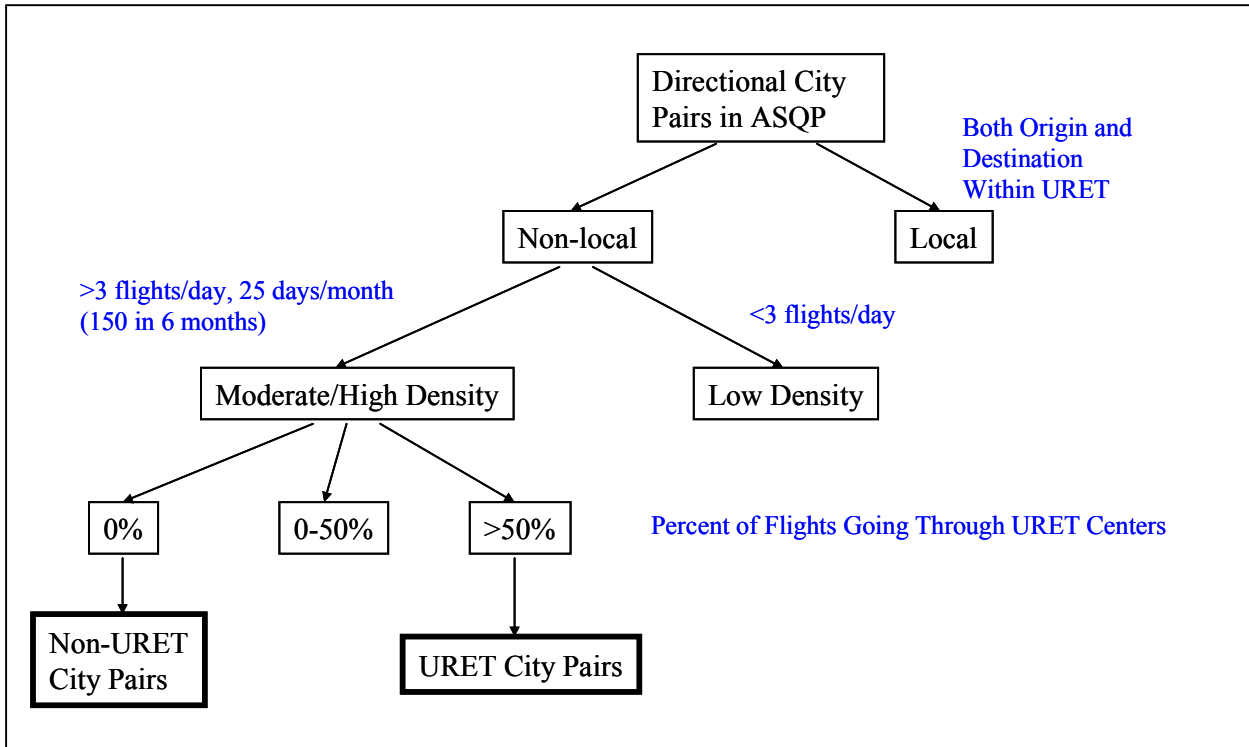 Directional City
Pairs in ASQP
Both Origin and
Destination
Within URET
Non-local
Local
>3 flights/day, 25 days/month
(150 in 6 months)
<3 flights/day
Moderate/High Density
Low Density
0%
0-50%
>50%
Percent of Flights Going Through URET Centers
Non-URET
City Pairs
URET City Pairs